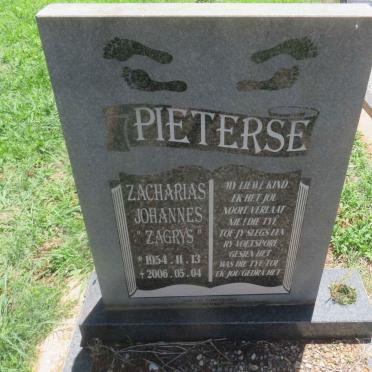 PIETERSE
ZACHARIAS
JOHANNES
"ZAGRYS"
* 1954.11.13
† 2006.05.04
MY LIEWE KIND
EK HET JOU
NOOIT VERLAAT
NIE! DIE TYE
TOE JY SLEGS EEN
RY VOETSPORE
GESIEN HET
WAS DIE TYE TOE
EK JOU GEDRA HET